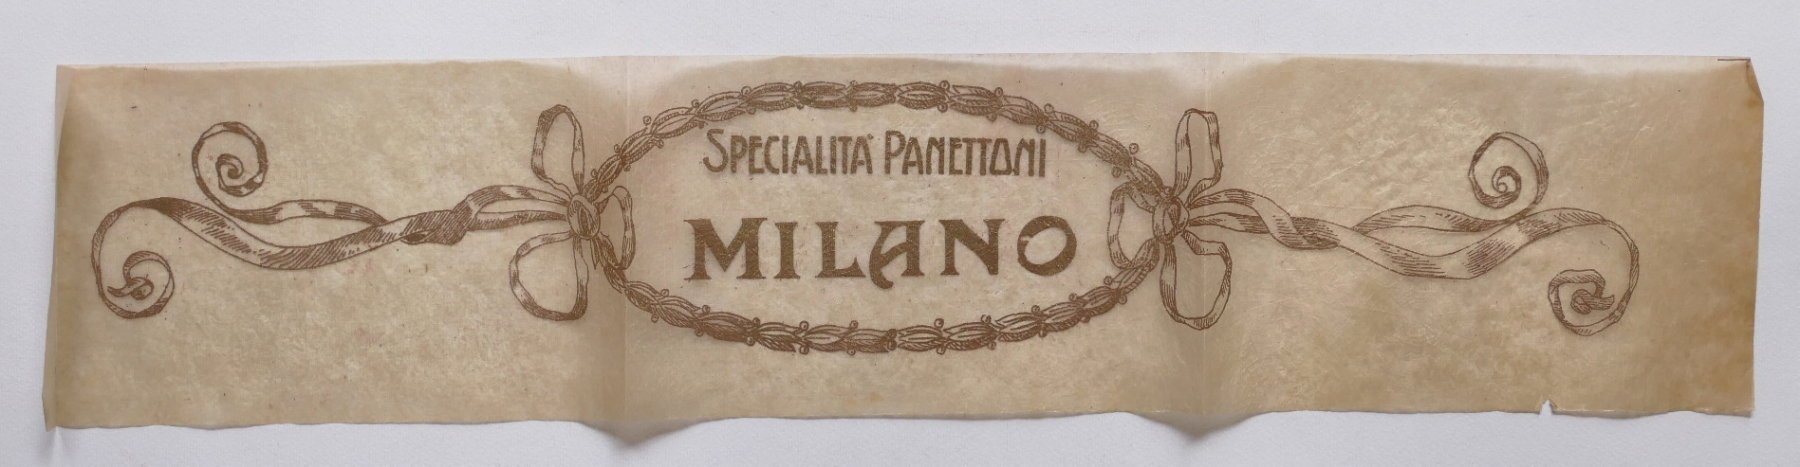 SPECIALITA' PANETTONI
MILANO